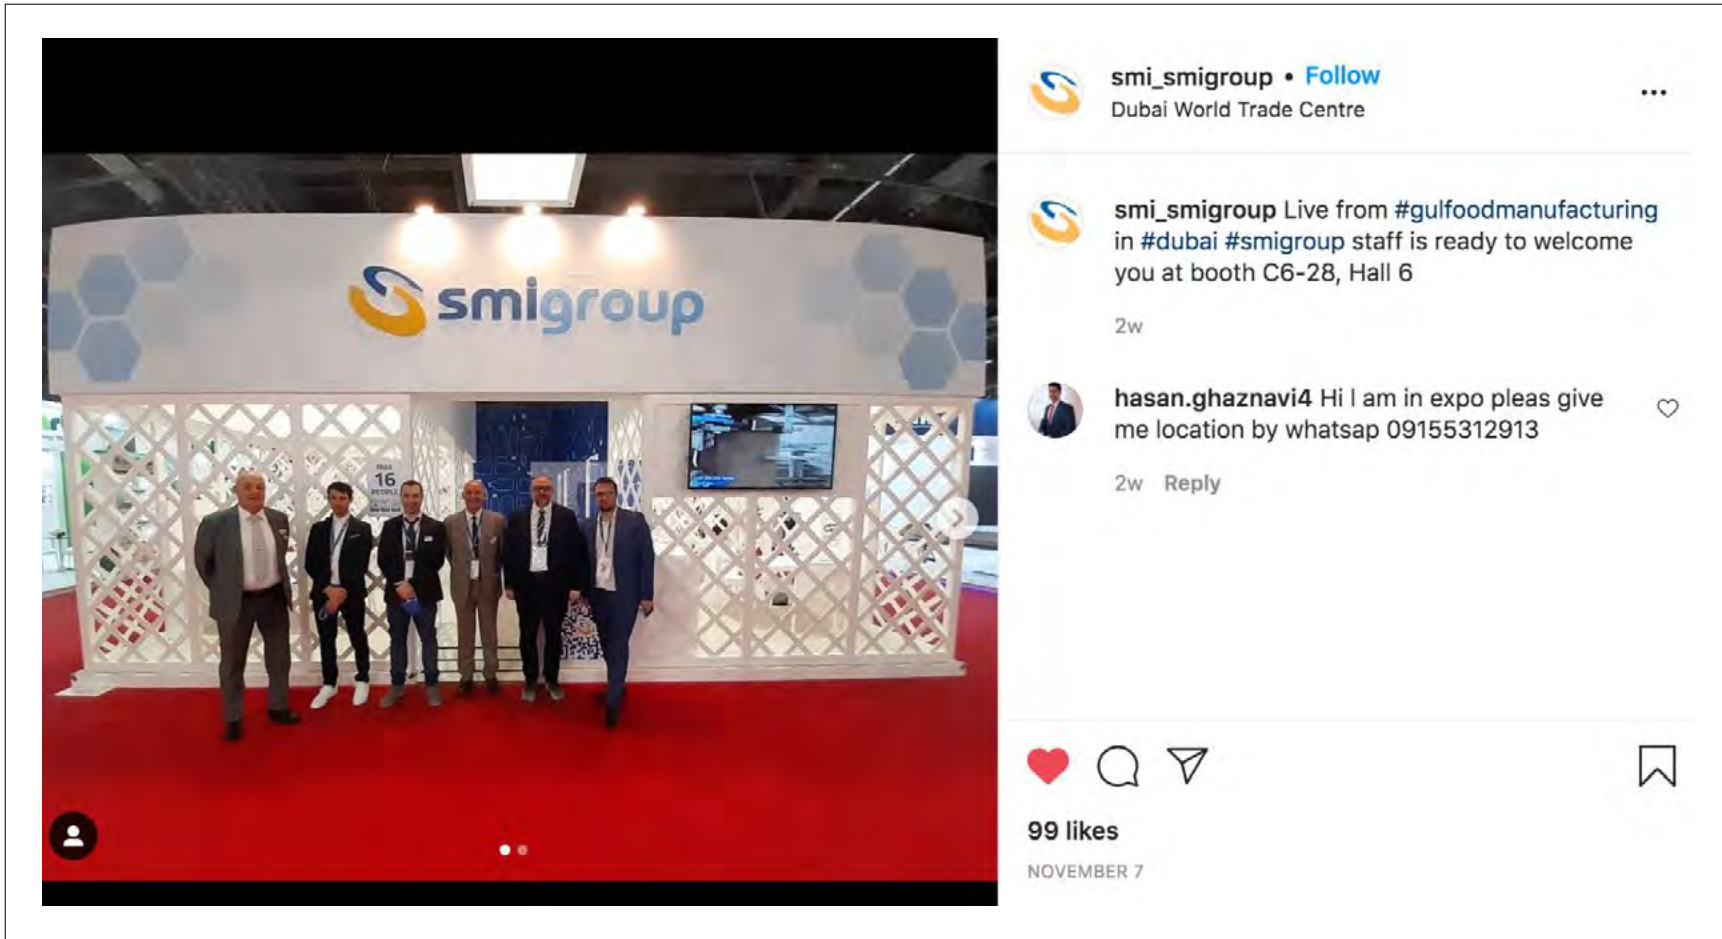 smigroup
MAX
16
PEOPLE
smi_smigroup • Follow
Dubai World Trade Centre
smi_smigroup Live from #gulfoodmanufacturing
in #dubai #smigroup staff is ready to welcome
you at booth C6-28, Hall 6
2w
hasan.ghaznavi4 Hi I am in expo pleas give
me location by whatsap 09155312913
2w Reply
99 likes
NOVEMBER 7